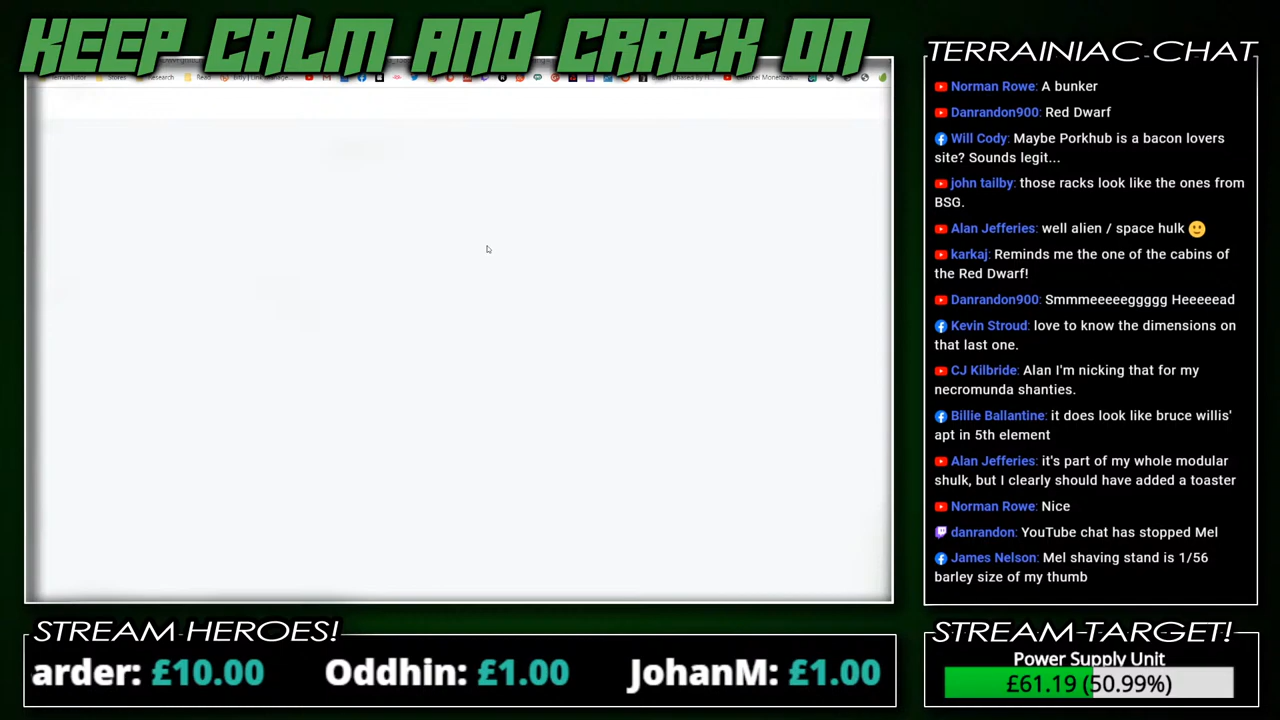 KEEP CALM AND CRACK ON
TerrainTutor
Stores
Research
Read
TERRAINIAC CHAT
Norman Rowe: A bunker
Danrandon900: Red Dwarf
Will Cody: Maybe Porkhub is a bacon lovers
site? Sounds legit...
john tailby: those racks look like the ones from
BSG.
Alan Jefferies: well alien / space hulk
karkaj: Reminds me the one of the cabins of
the Red Dwarf!
Danrandon900: Smmmeeeeeggggg Heeeeead
Kevin Stroud: love to know the dimensions on
that last one.
CJ Kilbride: Alan I'm nicking that for my
necromunda shanties.
Billie Ballantine: it does look like bruce willis'
apt in 5th element
Alan Jefferies: it's part of my whole modular
shulk, but I clearly should have added a toaster
Norman Rowe: Nice
danrandon: YouTube chat has stopped Mel
James Nelson: Mel shaving stand is 1/56
barley size of my thumb
STREAM HEROES!
arder: £10.00 Oddhin: £1.00 JohanM: £1.00
STREAM TARGET!
Power Supply Unit
£61.19 (50.99%)